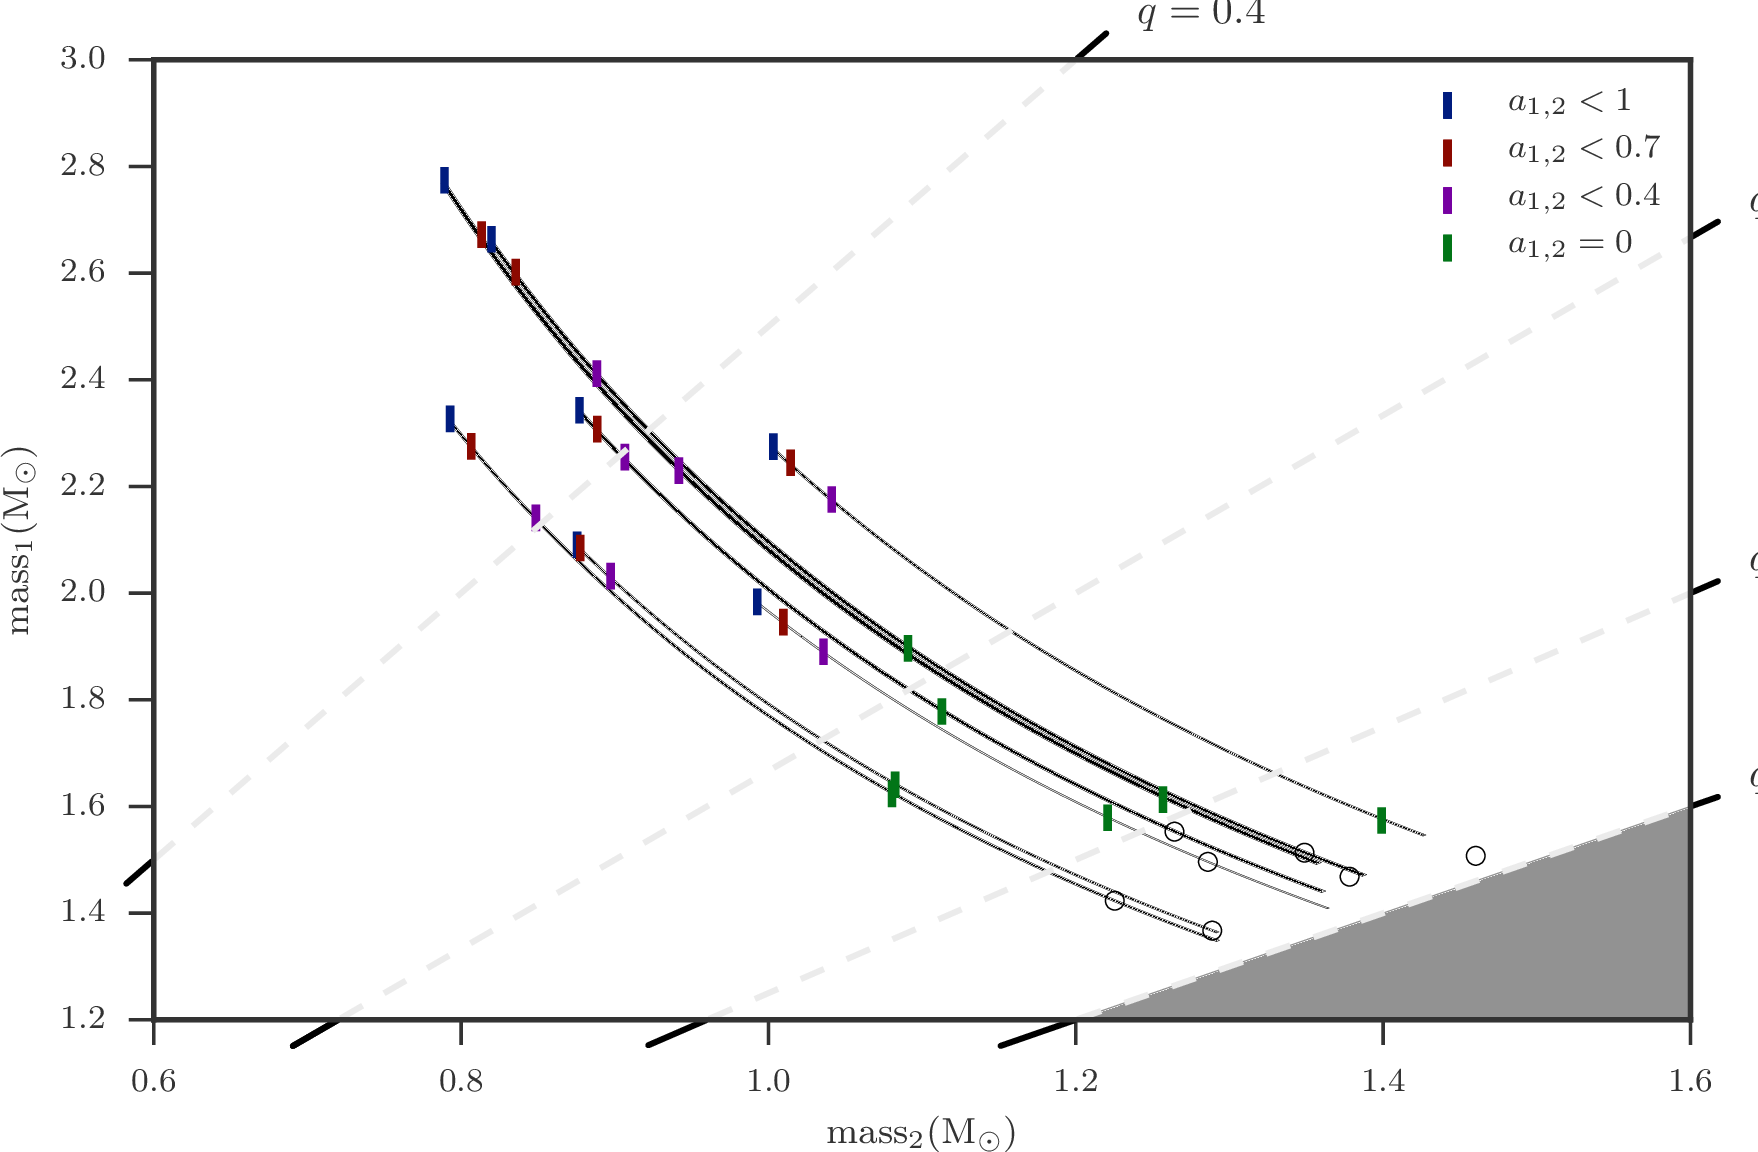 q = 0.4
3.0
2.8
2.6
2.4
2.2
2.0
1.8
1.6
1.4
1.2
mass₁(M⊙)
a₁,₂ < 1
a₁,₂ < 0.7
a₁,₂ < 0.4
a₁,₂ = 0
0.6 0.8 1.0 1.2 1.4 1.6
mass₂(M⊙)